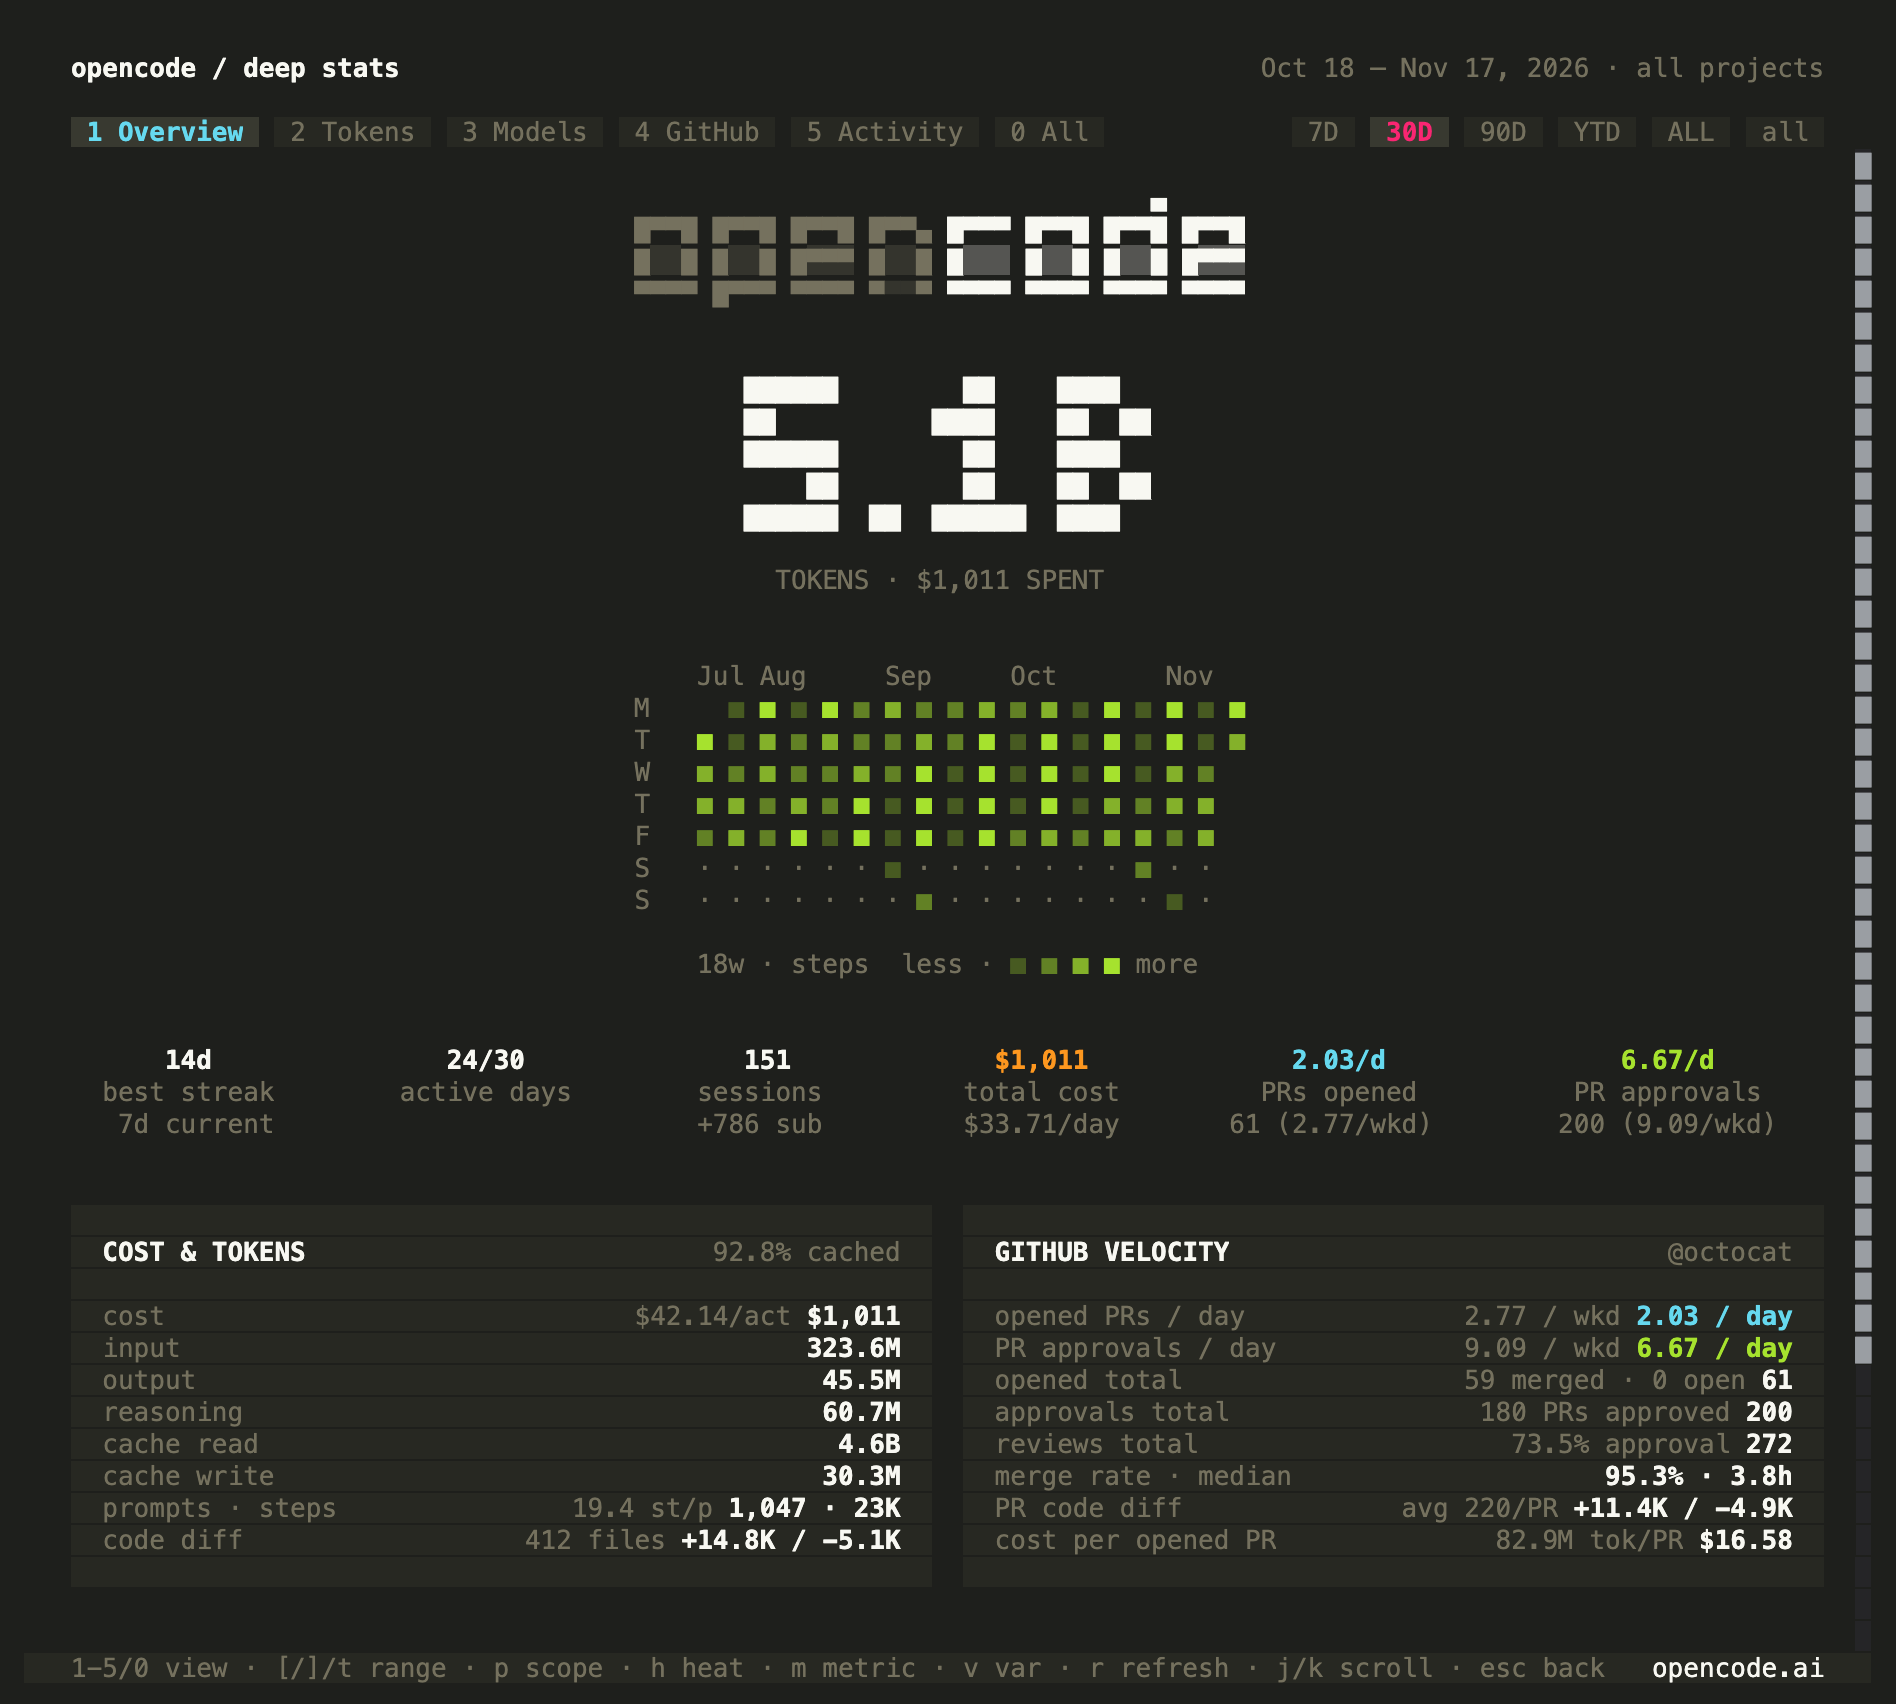 opencode / deep stats Oct 18 – Nov 17, 2026 · all projects
1 Overview 2 Tokens 3 Models 4 GitHub 5 Activity 0 All 7D 30D 90D YTD ALL all
opencode
5.1B
TOKENS · $1,011 SPENT
Jul Aug Sep Oct Nov
M
T
W
T
F
S
S
18w · steps less · more
14d 24/30 151 $1,011 2.03/d 6.67/d
best streak active days sessions total cost PRs opened PR approvals
7d current +786 sub $33.71/day 61 (2.77/wkd) 200 (9.09/wkd)
COST & TOKENS 92.8% cached
cost $42.14/act $1,011
input 323.6M
output 45.5M
reasoning 60.7M
cache read 4.6B
cache write 30.3M
prompts · steps 19.4 st/p 1,047 · 23K
code diff 412 files +14.8K / −5.1K
GITHUB VELOCITY @octocat
opened PRs / day 2.77 / wkd 2.03 / day
PR approvals / day 9.09 / wkd 6.67 / day
opened total 59 merged · 0 open 61
approvals total 180 PRs approved 200
reviews total 73.5% approval 272
merge rate · median 95.3% · 3.8h
PR code diff avg 220/PR +11.4K / −4.9K
cost per opened PR 82.9M tok/PR $16.58
1–5/0 view · [/]/t range · p scope · h heat · m metric · v var · r refresh · j/k scroll · esc back opencode.ai